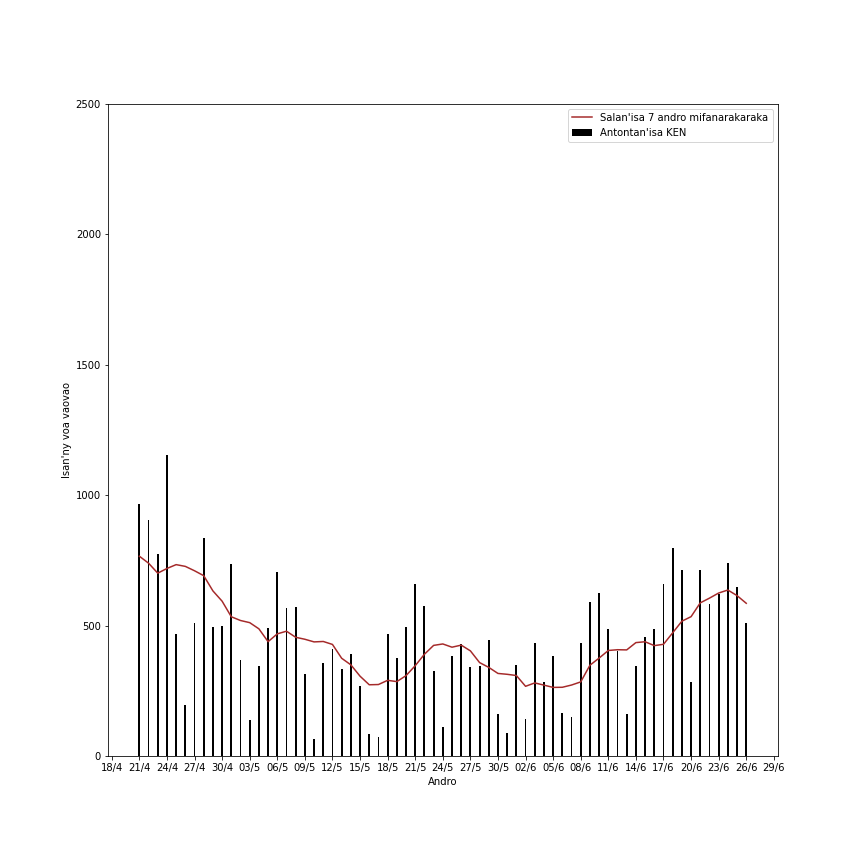 2500
2000
1500
1000
500
0
Isan'ny voa vaovao
Salan'isa 7 andro mifanarakaraka
Antontan'isa KEN
18/4 21/4 24/4 27/4 30/4 03/5 06/5 09/5 12/5 15/5 18/5 21/5 24/5 27/5 30/5 02/6 05/6 08/6 11/6 14/6 17/6 20/6 23/6 26/6 29/6
Andro